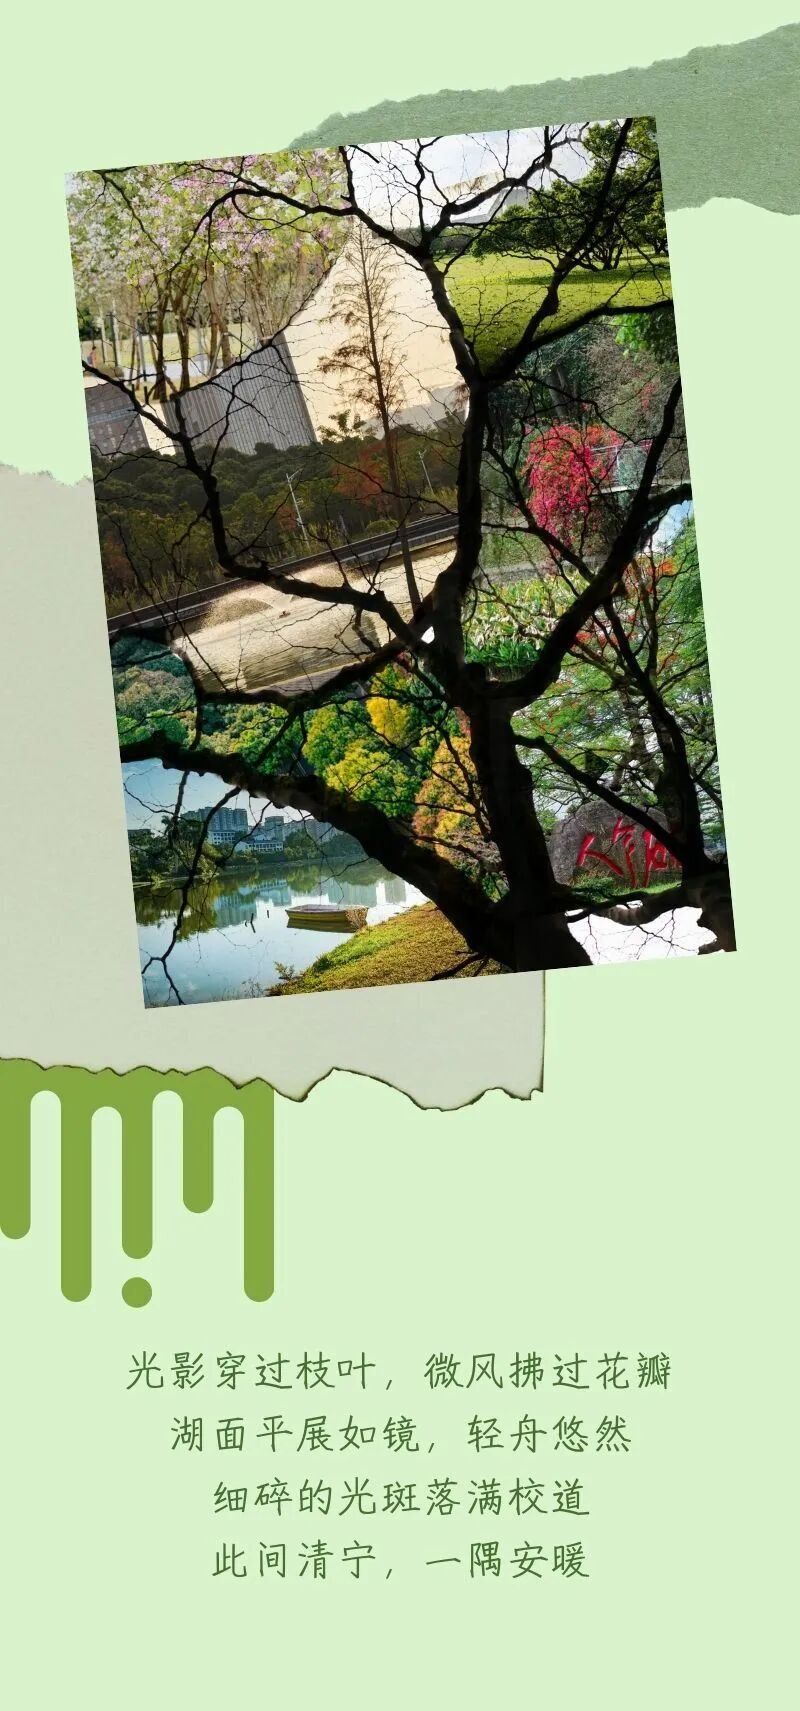 光影穿过枝叶，微风拂过花瓣
湖面平展如镜，轻舟悠然
细碎的光斑落满校道
此间清宁，一隅安暖